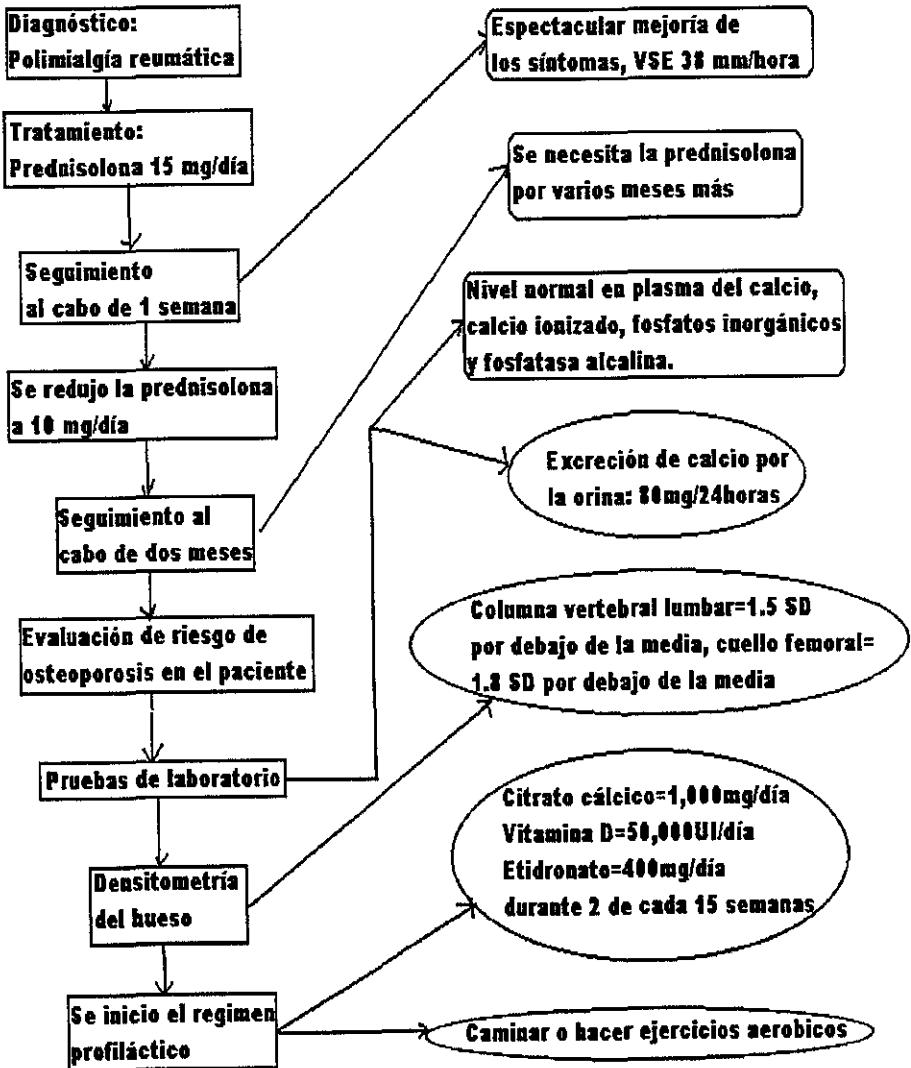 Diagnóstico:
Polimialgía reumática
Espectacular mejoría de
los síntomas, VSE 38 mm/hora
Tratamiento:
Prednisolona 15 mg/día
Se necesita la prednisolona
por varios meses más
Seguimiento
al cabo de 1 semana
Nivel normal en plasma del calcio,
calcio ionizado, fosfatos inorgánicos
y fosfatasa alcalina.
Se redujo la prednisolona
a 10 mg/día
Excreción de calcio por
la orina: 80mg/24horas
Seguimiento al
cabo de dos meses
Columna vertebral lumbar=1.5 SD
por debajo de la media, cuello femoral=
1.8 SD por debajo de la media
Evaluación de riesgo de
osteoporosis en el paciente
Pruebas de laboratorio
Citrato cálcico=1,000mg/día
Vitamina D=50,000UI/día
Etidronato=400mg/día
durante 2 de cada 15 semanas
Densitometría
del hueso
Se inicio el regimen
profiláctico
Caminar o hacer ejercicios aerobicos